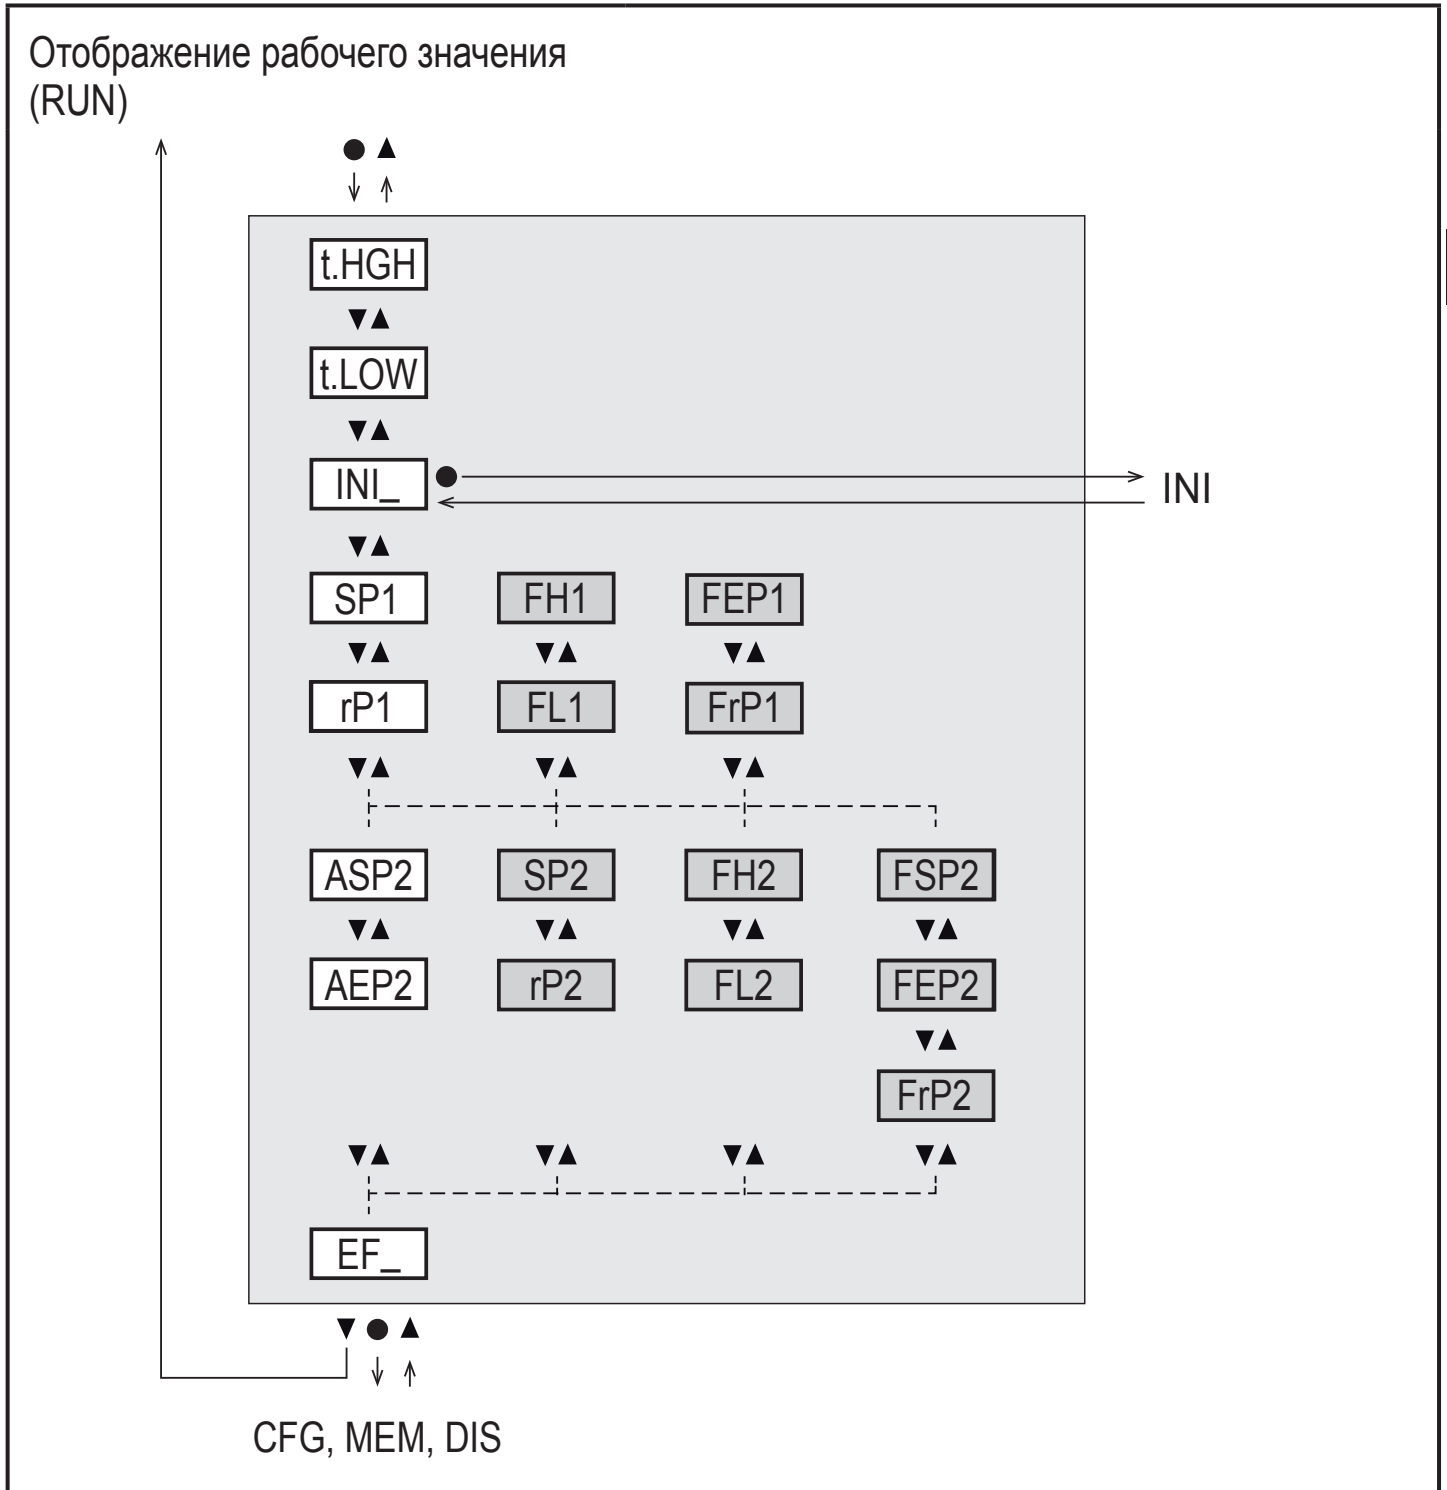 Отображение рабочего значения
(RUN)
t.HGH
t.LOW
INI_
INI
SP1 FH1 FEP1
rP1 FL1 FrP1
ASP2 SP2 FH2 FSP2
AEP2 rP2 FL2 FEP2
FrP2
EF_
CFG, MEM, DIS